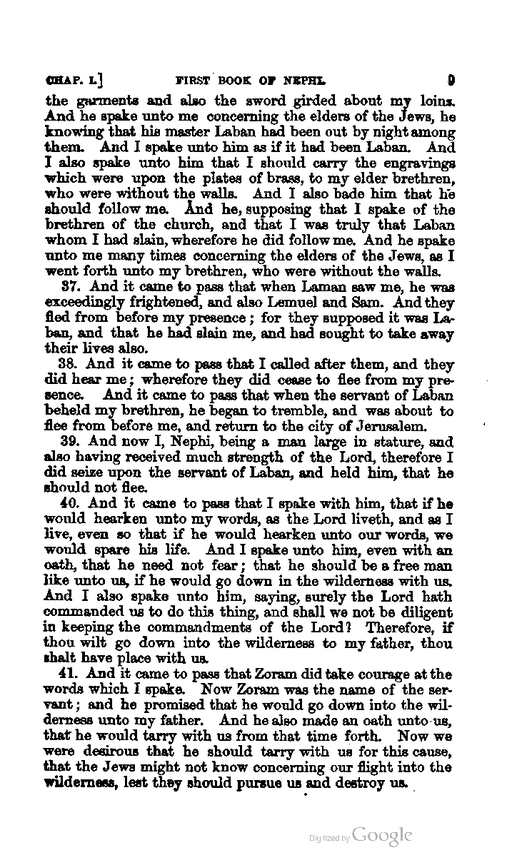 CHAP. I.] FIRST BOOK OF NEPHI. 9
the garments and also the sword girded about my loins.
And he spake unto me concerning the elders of the Jews, he
knowing that his master Laban had been out by night among
them. And I spake unto him as if it had been Laban. And
I also spake unto him that I should carry the engravings
which were upon the plates of brass, to my elder brethren,
who were without the walls. And I also bade him that he
should follow me. And he, supposing that I spake of the
brethren of the church, and that I was truly that Laban
whom I had slain, wherefore he did follow me. And he spake
unto me many times concerning the elders of the Jews, as I
went forth unto my brethren, who were without the walls.
37. And it came to pass that when Laman saw me, he was
exceedingly frightened, and also Lemuel and Sam. And they
fled from before my presence; for they supposed it was La-
ban, and that he had slain me, and had sought to take away
their lives also.
38. And it came to pass that I called after them, and they
did hear me; wherefore they did cease to flee from my pre-
sence. And it came to pass that when the servant of Laban
beheld my brethren, he began to tremble, and was about to
flee from before me, and return to the city of Jerusalem.
39. And now I, Nephi, being a man large in stature, and
also having received much strength of the Lord, therefore I
did seize upon the servant of Laban, and held him, that he
should not flee.
40. And it came to pass that I spake with him, that if he
would hearken unto my words, as the Lord liveth, and as I
live, even so that if he would hearken unto our words, we
would spare his life. And I spake unto him, even with an
oath, that he need not fear; that he should be a free man
like unto us, if he would go down in the wilderness with us.
And I also spake unto him, saying, surely the Lord hath
commanded us to do this thing, and shall we not be diligent
in keeping the commandments of the Lord? Therefore, if
thou wilt go down into the wilderness to my father, thou
shalt have place with us.
41. And it came to pass that Zoram did take courage at the
words which I spake. Now Zoram was the name of the ser-
vant; and he promised that he would go down into the wil-
derness unto my father. And he also made an oath unto us,
that he would tarry with us from that time forth. Now we
were desirous that he should tarry with us for this cause,
that the Jews might not know concerning our flight into the
wilderness, lest they should pursue us and destroy us.
Digitized by Google